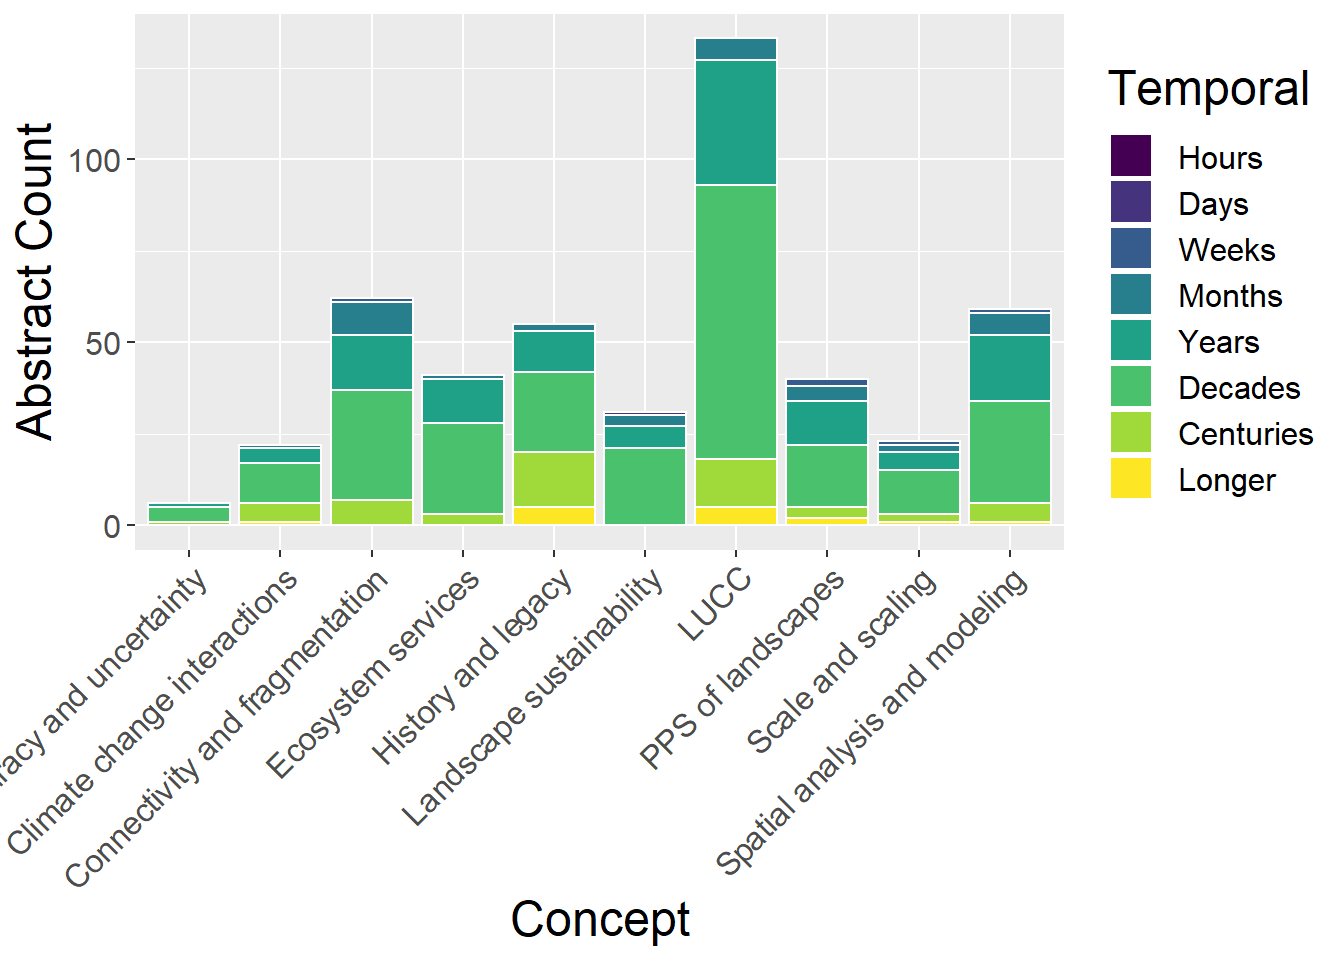 Abstract Count
100
50
0
and uncertainty
Climate change interactions
Connectivity and fragmentation
Ecosystem services
History and legacy
Landscape sustainability
LUCC
PPS of landscapes
Scale and scaling
Spatial analysis and modeling
Concept
Temporal
Hours
Days
Weeks
Months
Years
Decades
Centuries
Longer